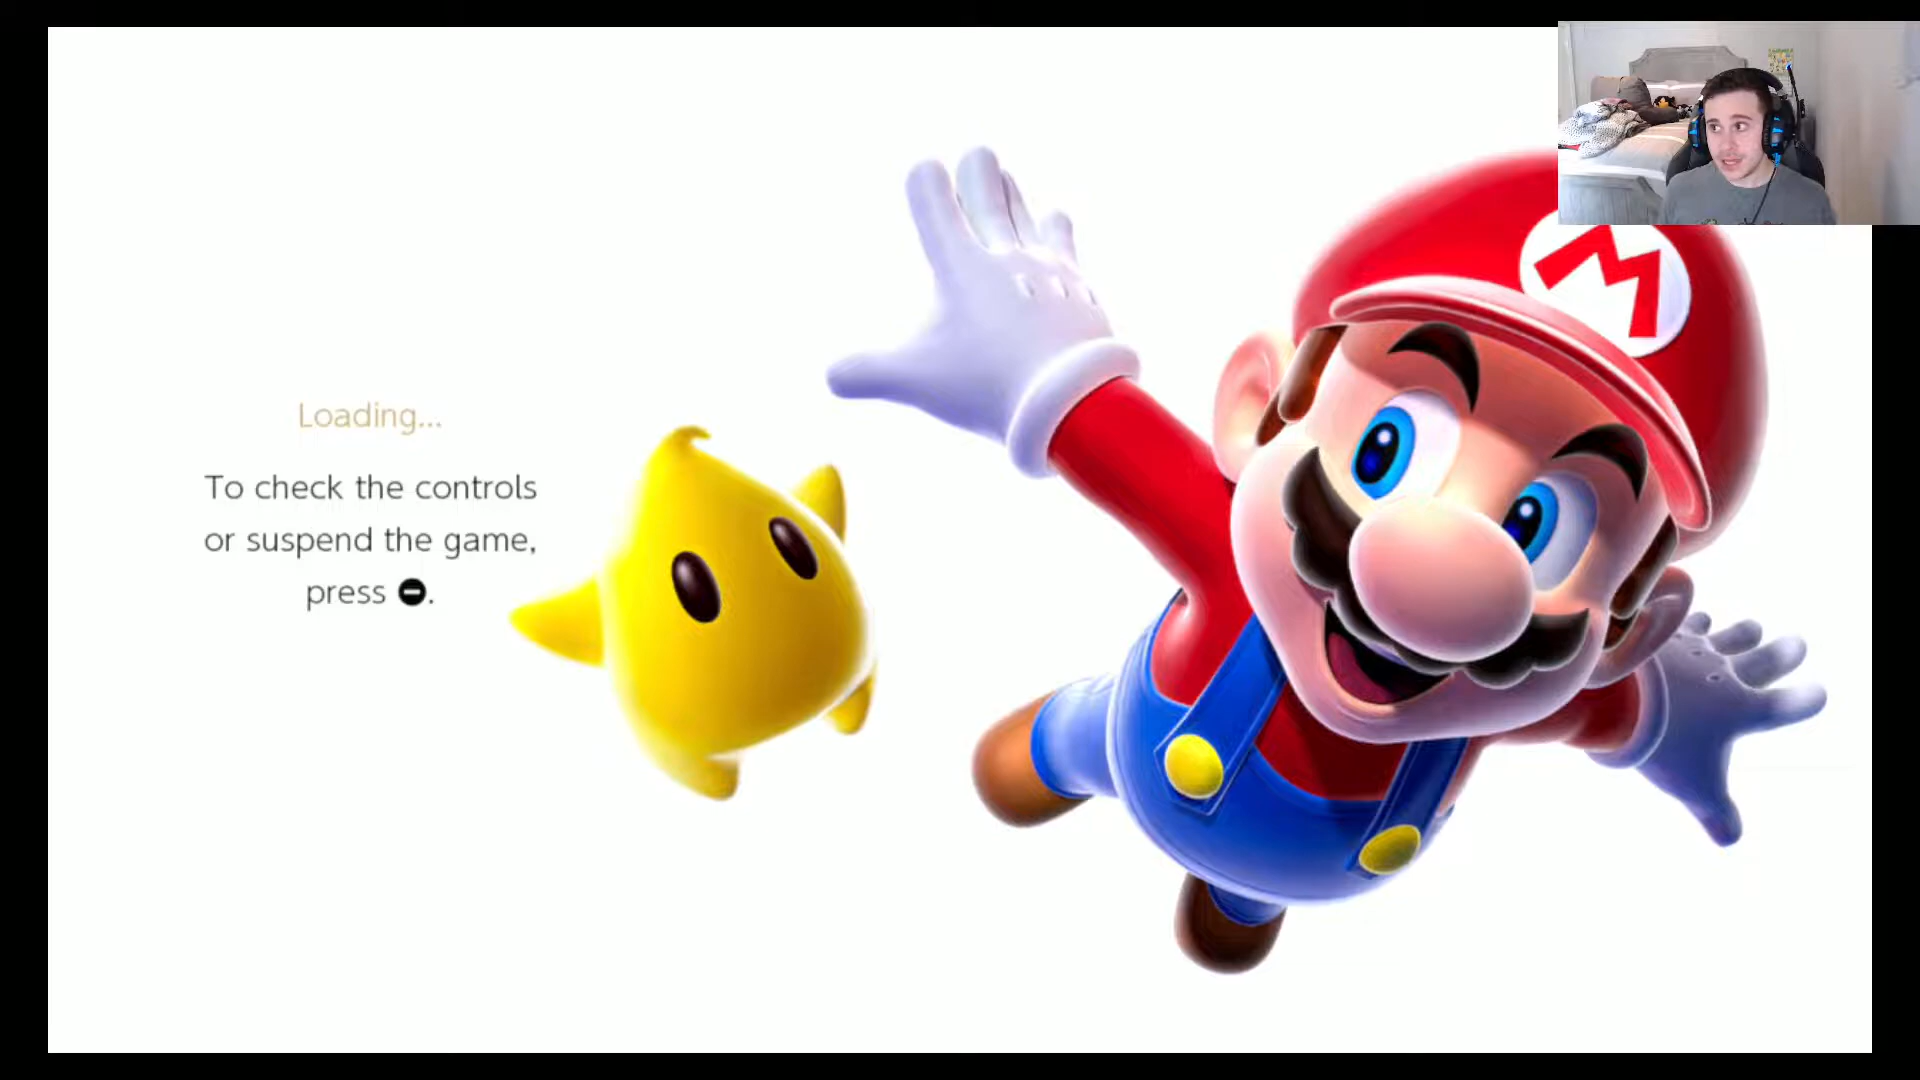 Loading...
To check the controls
or suspend the game,
press ⊖.
M